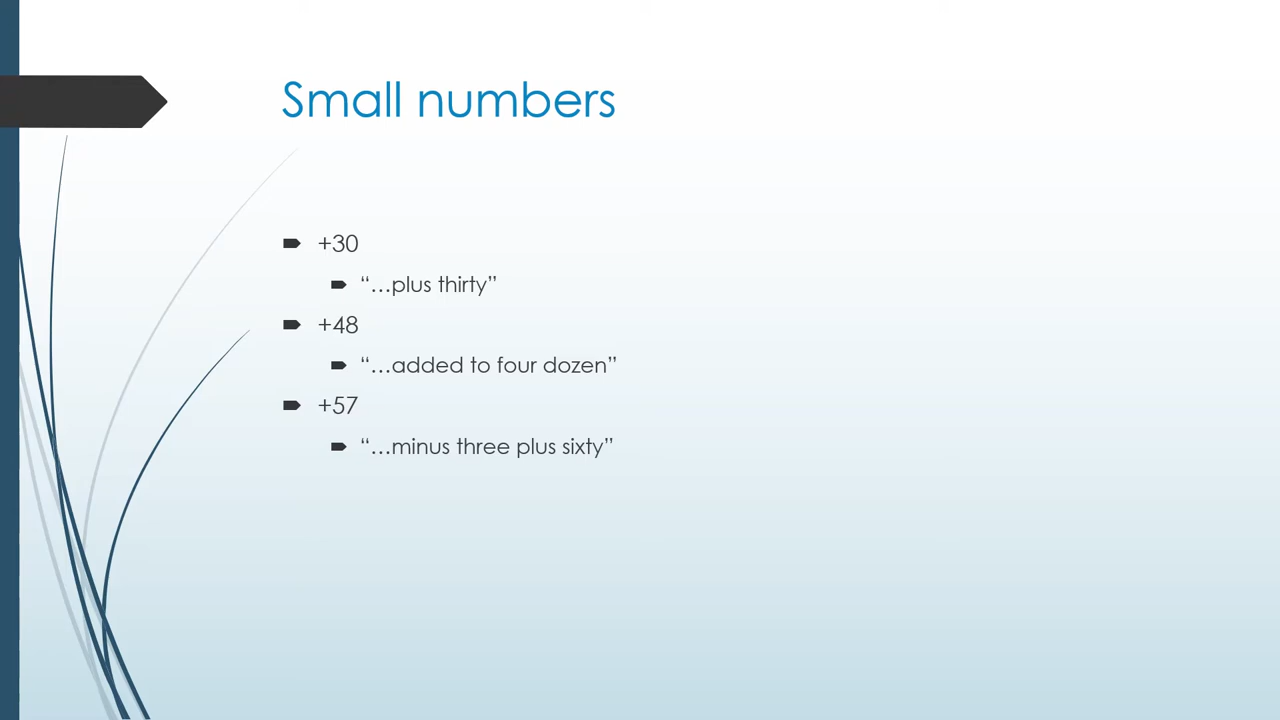 Small numbers
+30
“…plus thirty”
+48
“…added to four dozen”
+57
“…minus three plus sixty”